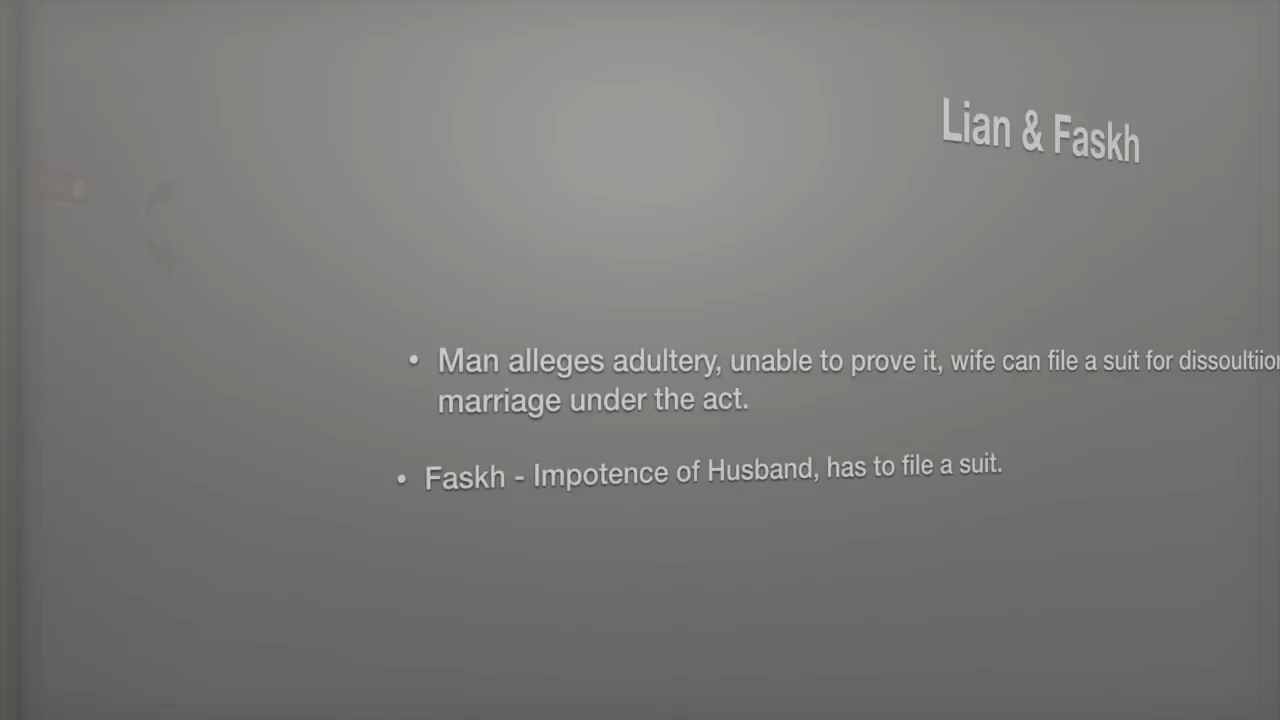 Lian & Faskh
• Man alleges adultery, unable to prove it, wife can file a suit for
marriage under the act.
• Faskh - Impotence of Husband, has to file a suit.